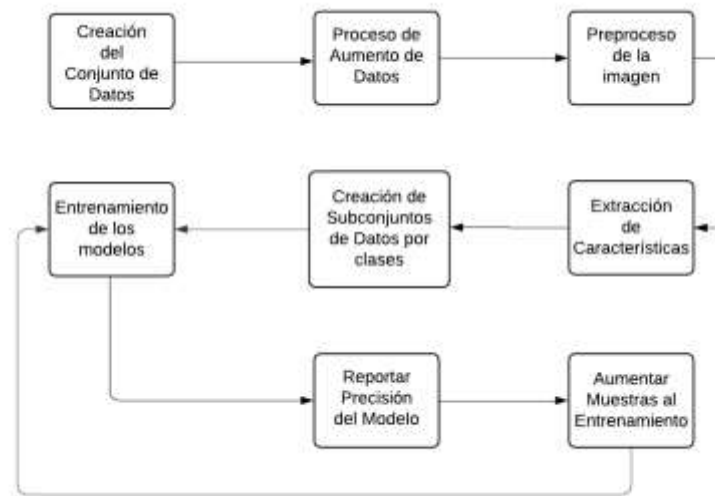 Creación
del
Conjunto de
Datos
Proceso de
Aumento de
Datos
Preproceso
de la
imagen
Entrenamiento
de los
modelos
Creación de
Subconjuntos
de Datos por
clases
Extracción
de
Características
Reportar
Precisión
del Modelo
Aumentar
Muestras al
Entrenamiento